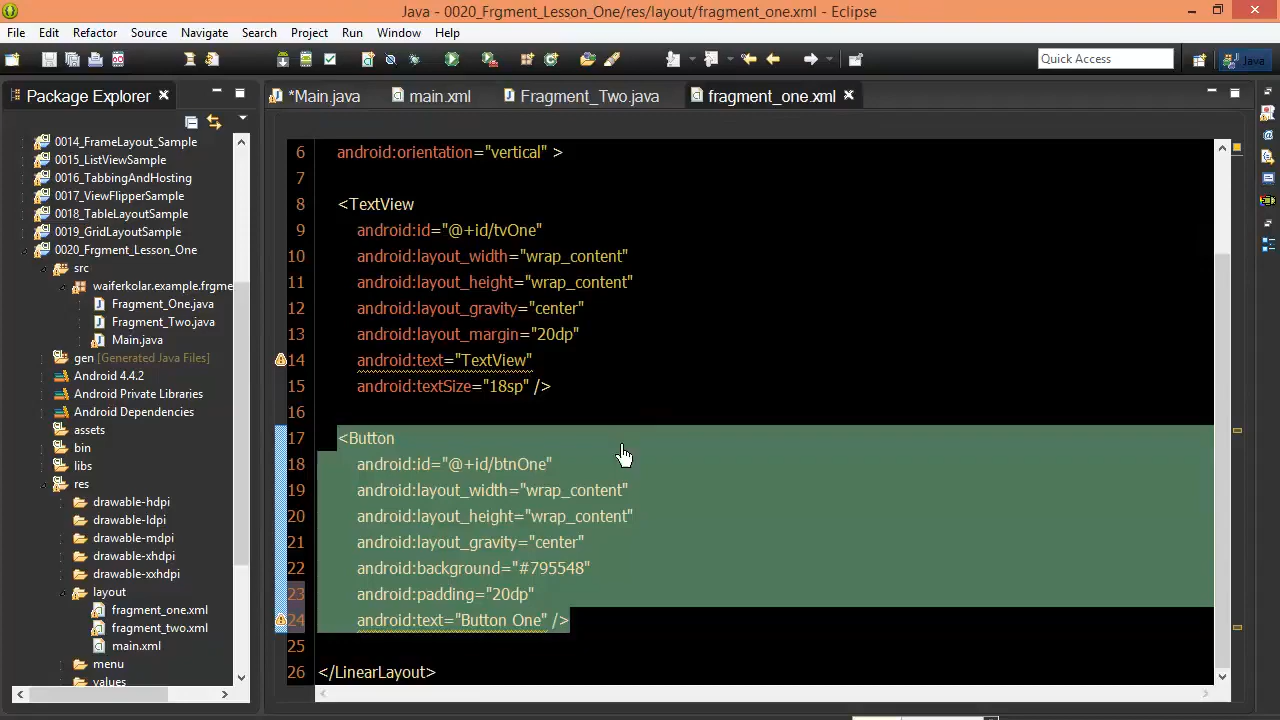 Java - 0020_Frgment_Lesson_One/res/layout/fragment_one.xml - Eclipse
File Edit Refactor Source Navigate Search Project Run Window Help
Quick Access
Java
Package Explorer
*Main.java
main.xml
Fragment_Two.java
fragment_one.xml
0014_FrameLayout_Sample
0015_ListViewSample
0016_TabbingAndHosting
0017_ViewFlipperSample
0018_TableLayoutSample
0019_GridLayoutSample
0020_Frgment_Lesson_One
src
waiferkolar.example.frgme
Fragment_One.java
Fragment_Two.java
Main.java
gen [Generated Java Files]
Android 4.4.2
Android Private Libraries
Android Dependencies
assets
bin
libs
res
drawable-hdpi
drawable-ldpi
drawable-mdpi
drawable-xhdpi
drawable-xxhdpi
layout
fragment_one.xml
fragment_two.xml
main.xml
menu
values
6 android:orientation="vertical" >
7
8 <TextView
9 android:id="@+id/tvOne"
10 android:layout_width="wrap_content"
11 android:layout_height="wrap_content"
12 android:layout_gravity="center"
13 android:layout_margin="20dp"
14 android:text="TextView"
15 android:textSize="18sp" />
16
17 <Button
18 android:id="@+id/btnOne"
19 android:layout_width="wrap_content"
20 android:layout_height="wrap_content"
21 android:layout_gravity="center"
22 android:background="#795548"
23 android:padding="20dp"
24 android:text="Button One" />
25
26 </LinearLayout>